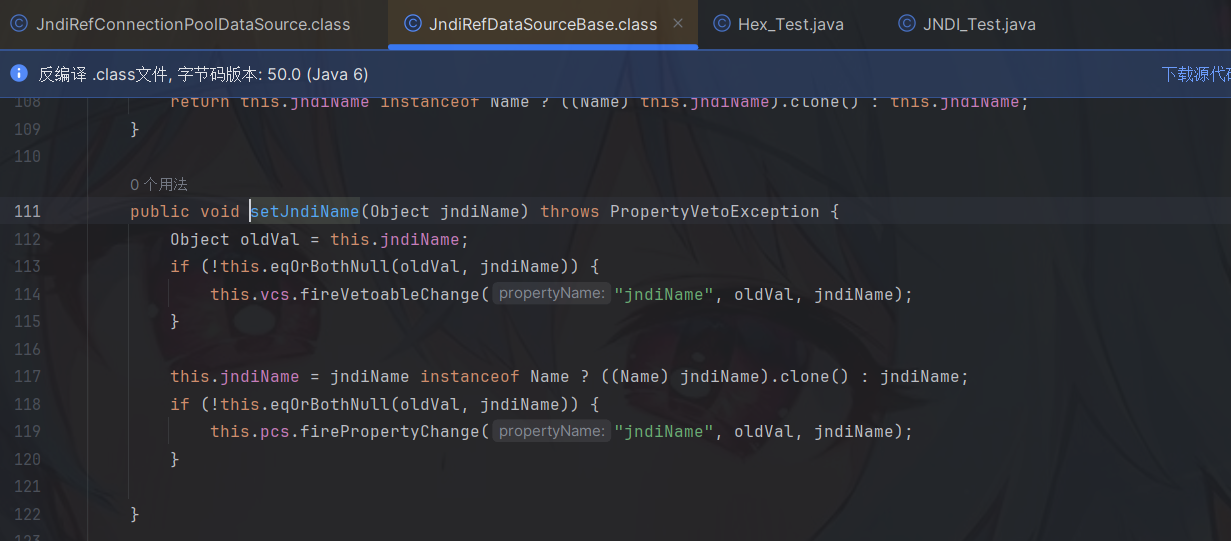 JndiRefConnectionPoolDataSource.class JndiRefDataSourceBase.class Hex_Test.java JNDI_Test.java
反编译 .class文件, 字节码版本: 50.0 (Java 6) 下载源代码
108 return this.jndiName instanceof Name ? ((Name) this.jndiName).clone() : this.jndiName;
109 }
110
0 个用法
111 public void setJndiName(Object jndiName) throws PropertyVetoException {
112 Object oldVal = this.jndiName;
113 if (!this.eqOrBothNull(oldVal, jndiName)) {
114 this.vcs.fireVetoableChange( propertyName: "jndiName", oldVal, jndiName);
115 }
116
117 this.jndiName = jndiName instanceof Name ? ((Name) jndiName).clone() : jndiName;
118 if (!this.eqOrBothNull(oldVal, jndiName)) {
119 this.pcs.firePropertyChange( propertyName: "jndiName", oldVal, jndiName);
120 }
121
122 }
123